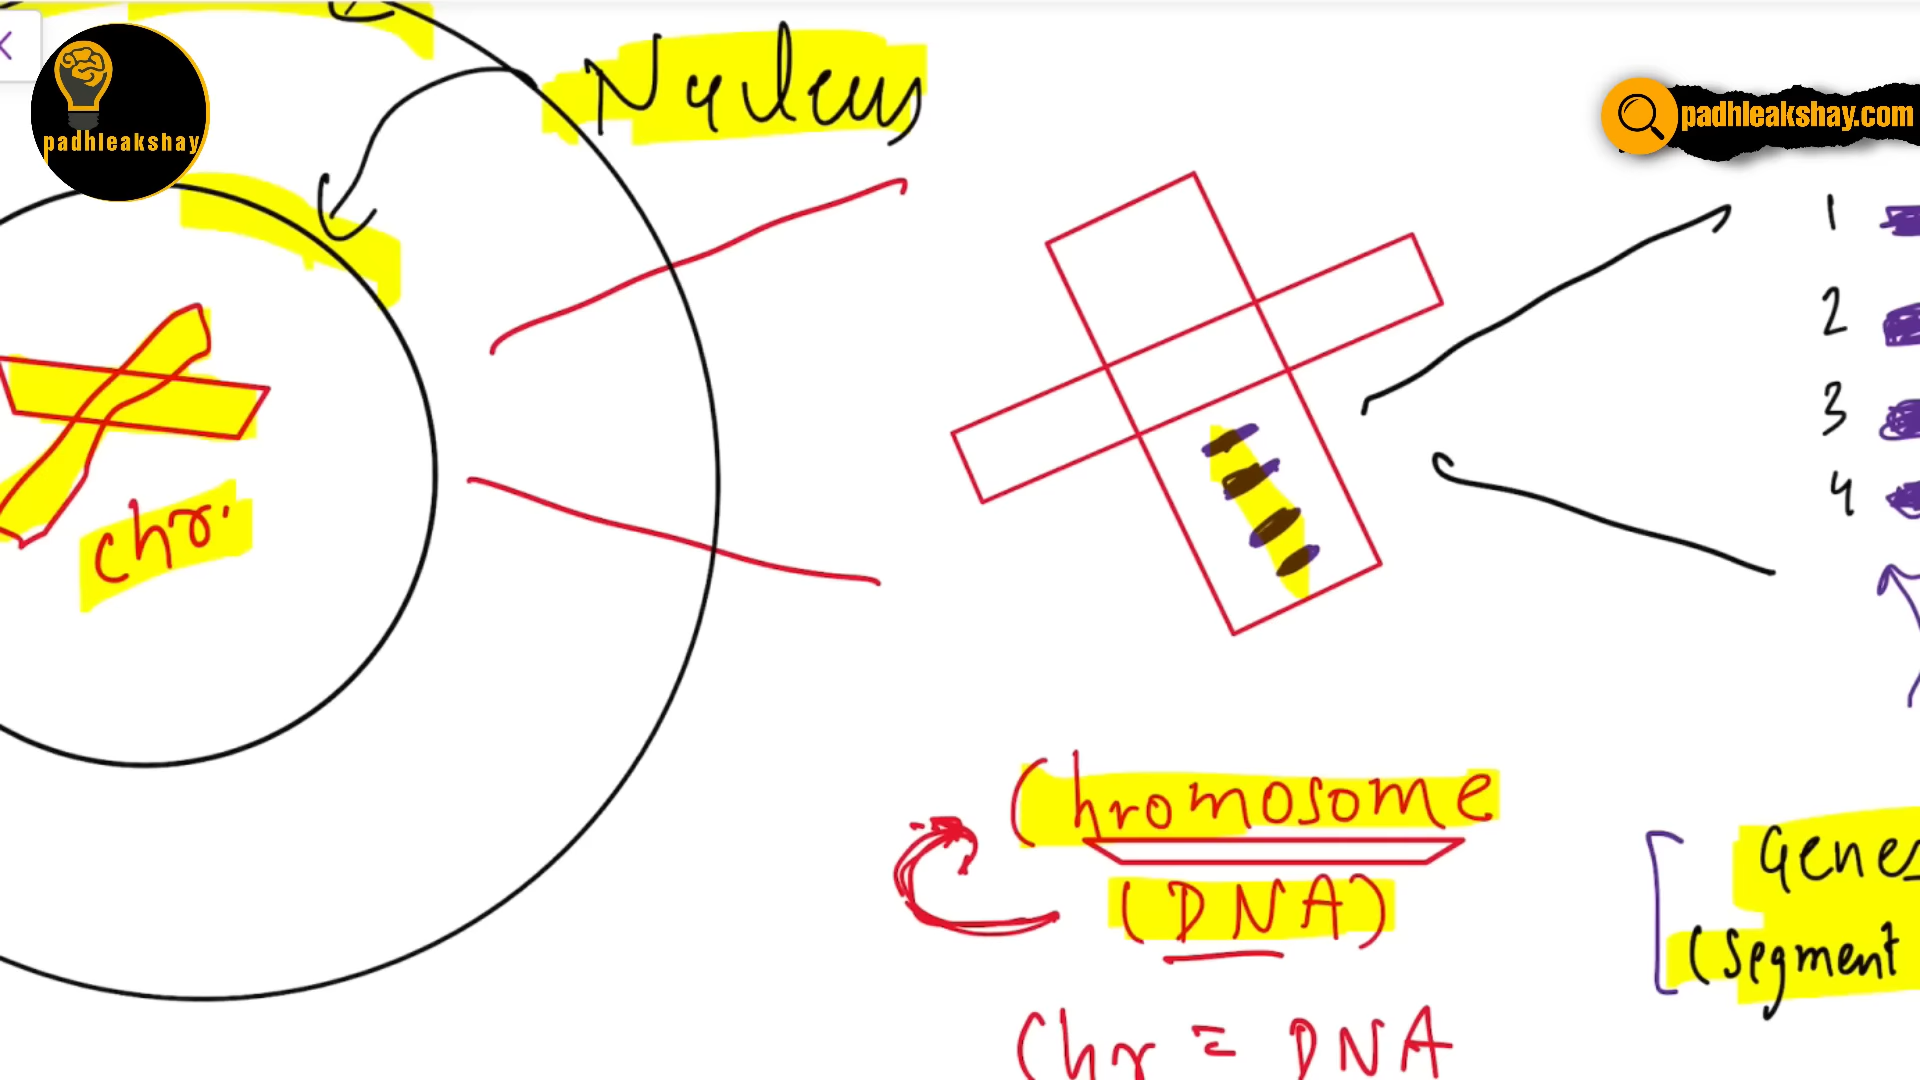 padhleakshay
Nucleus
padhleakshay.com
1
2
3
4
chr.
Chromosome
(DNA)
Chr = DNA
Genes
(segment